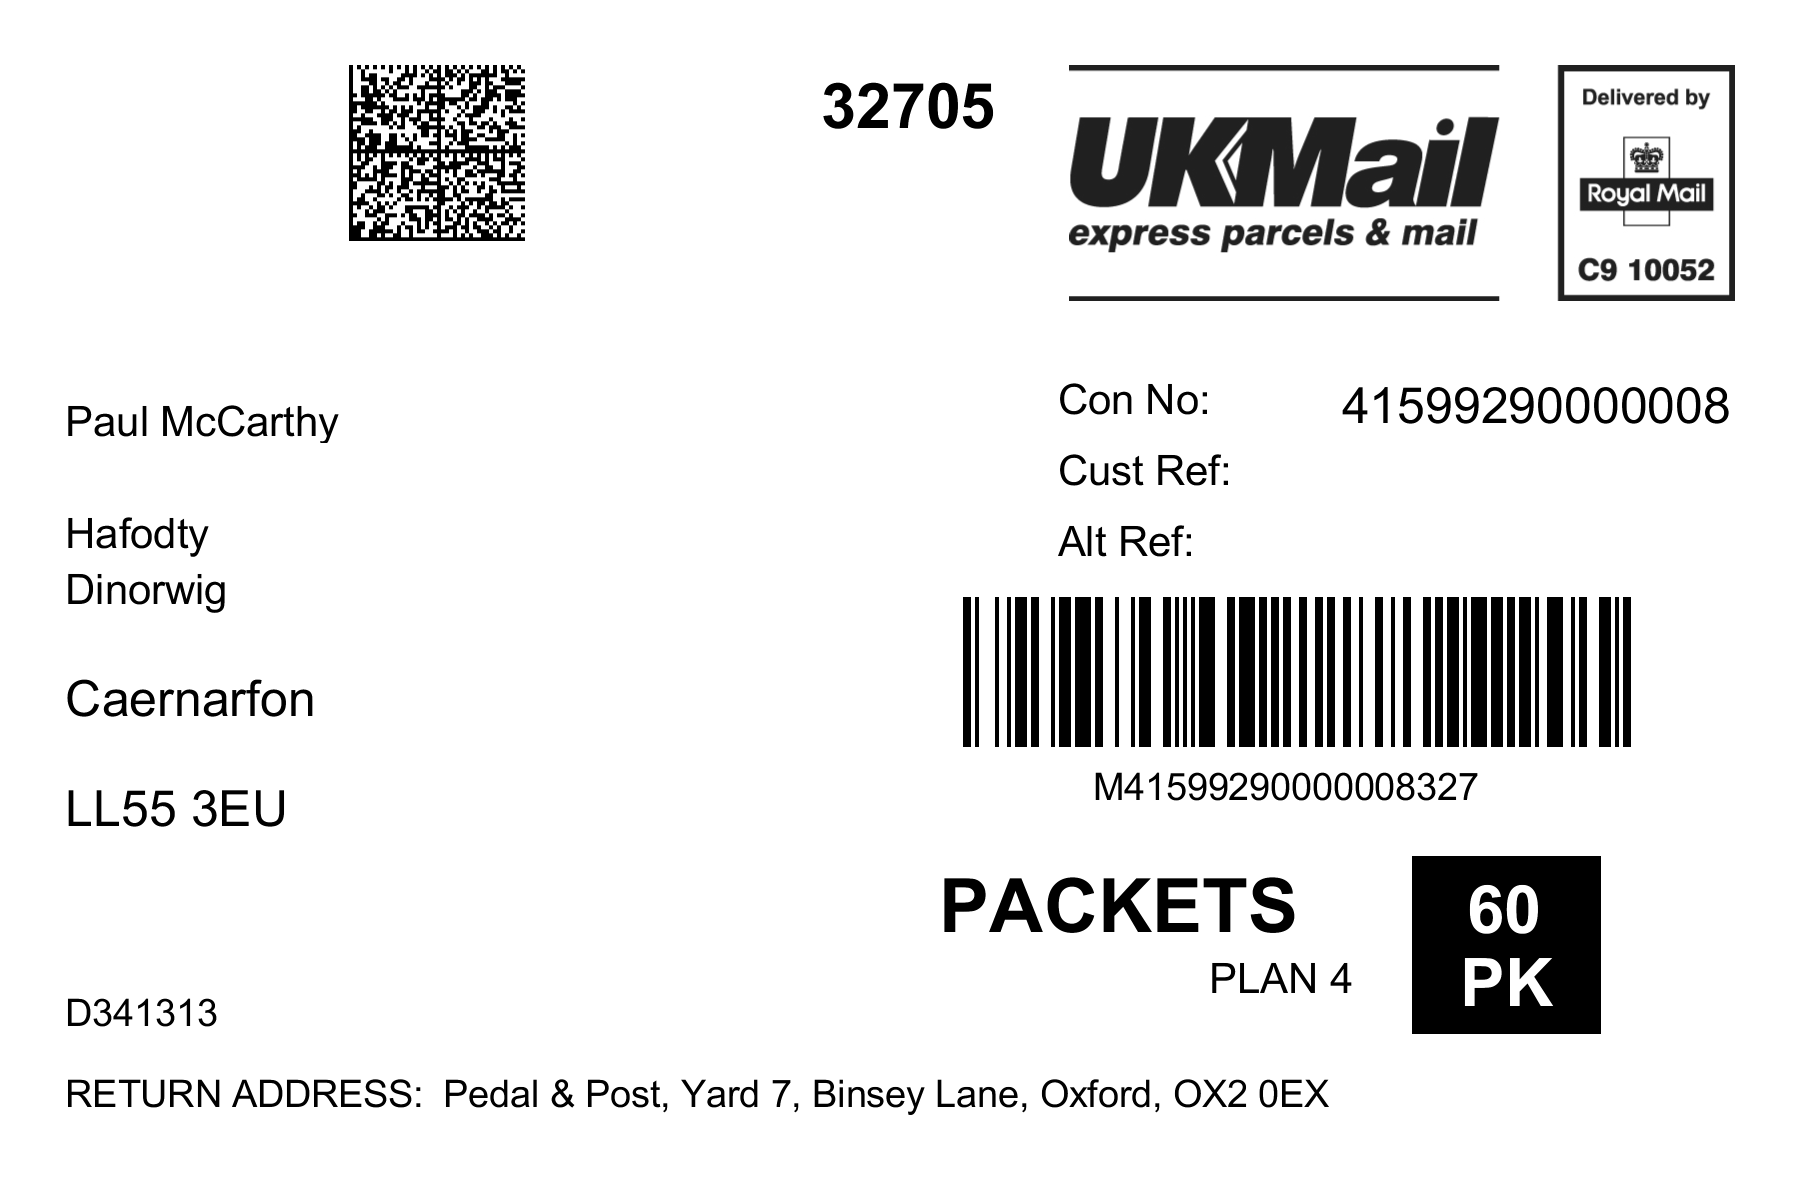 32705
UKMail
express parcels & mail
Delivered by
Royal Mail
C9 10052
Paul McCarthy
Hafodty
Dinorwig
Caernarfon
LL55 3EU
Con No: 41599290000008
Cust Ref:
Alt Ref:
M41599290000008327
PACKETS
PLAN 4
60
PK
D341313
RETURN ADDRESS: Pedal & Post, Yard 7, Binsey Lane, Oxford, OX2 0EX